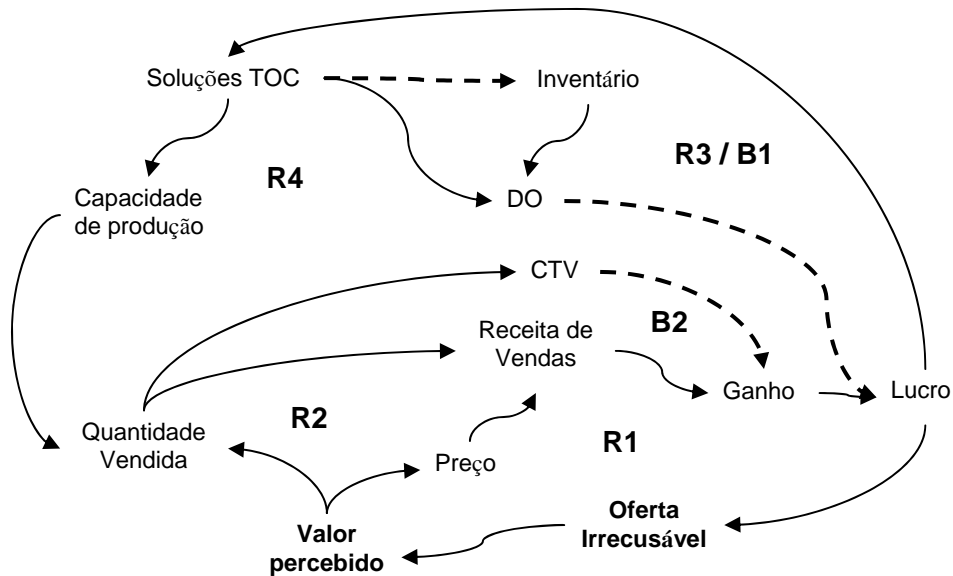 Soluções TOC
Inventário
R3 / B1
R4
DO
Capacidade
de produção
CTV
B2
Receita de
Vendas
Ganho
Lucro
R2
Quantidade
Vendida
R1
Preço
Oferta
Irrecusável
Valor
percebido